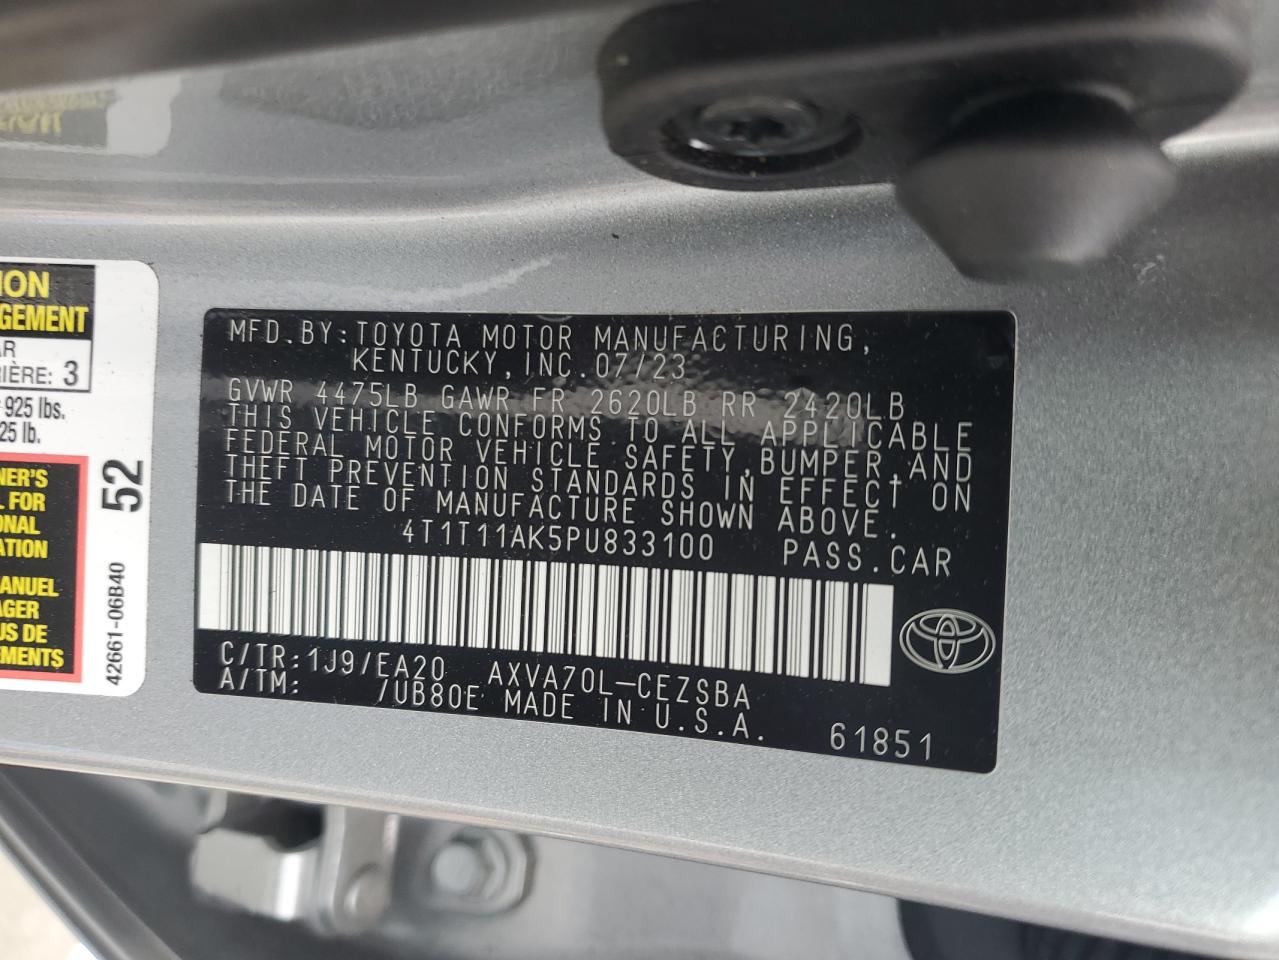 ION
GEMENT
AR
IÈRE: 3
925 lbs.
25 lb.
NER'S
L FOR
ONAL
ATION
ANUEL
AGER
US DE
MENTS
52
42661-06B40
MFD.BY:TOYOTA MOTOR MANUFACTURING,
KENTUCKY,INC.07/23
GVWR 4475LB GAWR FR 2620LB RR 2420LB
THIS VEHICLE CONFORMS TO ALL APPLICABLE
FEDERAL MOTOR VEHICLE SAFETY,BUMPER,AND
THEFT PREVENTION STANDARDS IN EFFECT ON
THE DATE OF MANUFACTURE SHOWN ABOVE.
4T1T11AK5PU833100 PASS.CAR
C/TR:1J9/EA20 AXVA70L-CEZSBA
A/TM: /UB80E MADE IN U.S.A.
61851